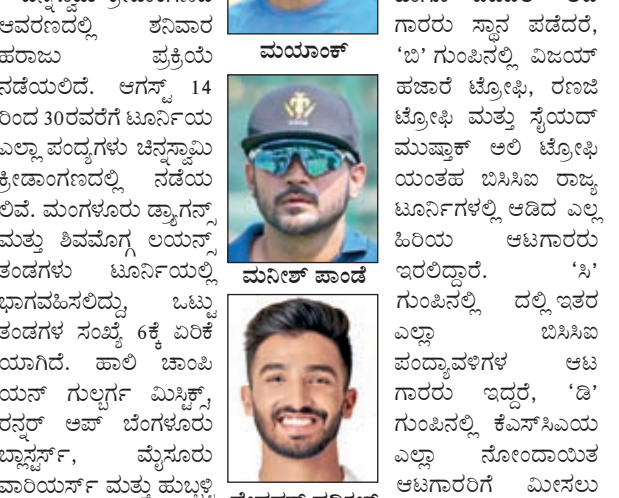 ಆವರಣದಲ್ಲಿ ಶನಿವಾರ
ಹರಾಜು ಪ್ರಕ್ರಿಯೆ
ನಡೆಯಲಿದೆ. ಆಗಸ್ಟ್ 14
ರಿಂದ 30ರವರೆಗೆ ಟೂರ್ನಿಯ
ಎಲ್ಲಾ ಪಂದ್ಯಗಳು ಚಿನ್ನಸ್ವಾಮಿ
ಕ್ರೀಡಾಂಗಣದಲ್ಲಿ ನಡೆಯ
ಲಿವೆ. ಮಂಗಳೂರು ಡ್ರ್ಯಾಗನ್ಸ್
ಮತ್ತು ಶಿವಮೊಗ್ಗ ಲಯನ್ಸ್
ತಂಡಗಳು ಟೂರ್ನಿಯಲ್ಲಿ
ಭಾಗವಹಿಸಲಿದ್ದು, ಒಟ್ಟು
ತಂಡಗಳ ಸಂಖ್ಯೆ 6ಕ್ಕೆ ಏರಿಕೆ
ಯಾಗಿದೆ. ಹಾಲಿ ಚಾಂಪಿ
ಯನ್ ಗುಲ್ಬರ್ಗ ಮಿಸ್ಟಿಕ್ಸ್,
ರನ್ನರ್ ಅಪ್ ಬೆಂಗಳೂರು
ಬ್ಲಾಸ್ಟರ್ಸ್, ಮೈಸೂರು
ವಾರಿಯರ್ಸ್ ಮತ್ತು ಹುಬ್ಬಳ್ಳಿ
ಮಯಾಂಕ್
ಮನೀಶ್ ಪಾಂಡೆ
ಗಾರರು ಸ್ಥಾನ ಪಡೆದರೆ,
‘ಬಿ’ ಗುಂಪಿನಲ್ಲಿ ವಿಜಯ್
ಹಜಾರೆ ಟ್ರೋಫಿ, ರಣಜಿ
ಟ್ರೋಫಿ ಮತ್ತು ಸೈಯದ್
ಮುಷ್ತಾಕ್ ಅಲಿ ಟ್ರೋಫಿ
ಯಂತಹ ಬಿಸಿಸಿಐ ರಾಜ್ಯ
ಟೂರ್ನಿಗಳಲ್ಲಿ ಆಡಿದ ಎಲ್ಲ
ಹಿರಿಯ ಆಟಗಾರರು
ಇರಲಿದ್ದಾರೆ. ‘ಸಿ’
ಗುಂಪಿನಲ್ಲಿ ದಲ್ಲಿ ಇತರ
ಎಲ್ಲಾ ಬಿಸಿಸಿಐ
ಪಂದ್ಯಾವಳಿಗಳ ಆಟ
ಗಾರರು ಇದ್ದರೆ, ‘ಡಿ’
ಗುಂಪಿನಲ್ಲಿ ಕೆಎಸ್‌ಸಿಎಯ
ಎಲ್ಲಾ ನೋಂದಾಯಿತ
ಆಟಗಾರರಿಗೆ ಮೀಸಲು